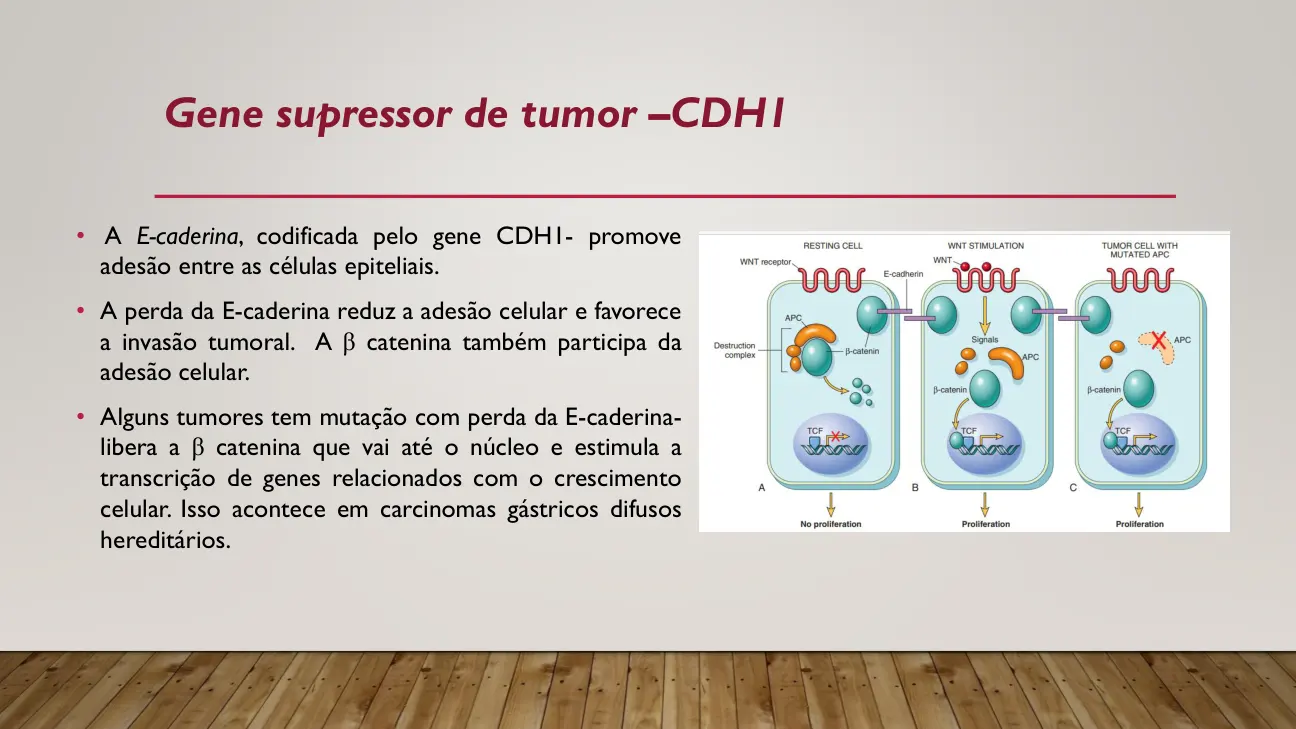 Gene supressor de tumor –CDH1
• A E-caderina, codificada pelo gene CDH1- promove
adesão entre as células epiteliais.
• A perda da E-caderina reduz a adesão celular e favorece
a invasão tumoral. A β catenina também participa da
adesão celular.
• Alguns tumores tem mutação com perda da E-caderina-
libera a β catenina que vai até o núcleo e estimula a
transcrição de genes relacionados com o crescimento
celular. Isso acontece em carcinomas gástricos difusos
hereditários.
RESTING CELL
WNT receptor
E-cadherin
APC
Destruction
complex
β-catenin
TCF
A
No proliferation
WNT STIMULATION
WNT
Signals
APC
β-catenin
TCF
B
Proliferation
TUMOR CELL WITH
MUTATED APC
APC
β-catenin
TCF
C
Proliferation